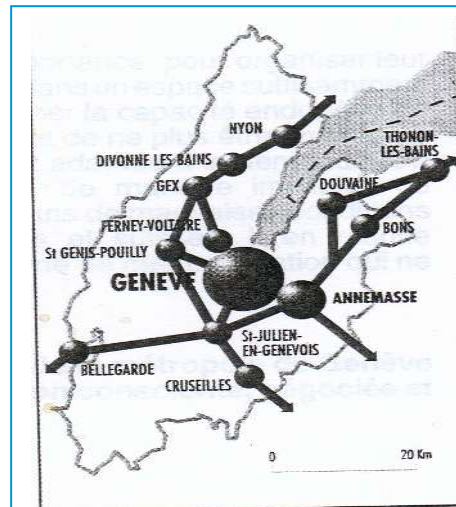 NYON
THONON-
LES-BAINS
DIVONNE LES BAINS
GEX
DOUVAINE
FERNEY-VOLTAIRE
BONS
St GENIS-POUILLY
GENEVE
ANNEMASSE
St-JULIEN-
EN-GENEVOIS
BELLEGARDE
CRUSEILLES
0 20 Km